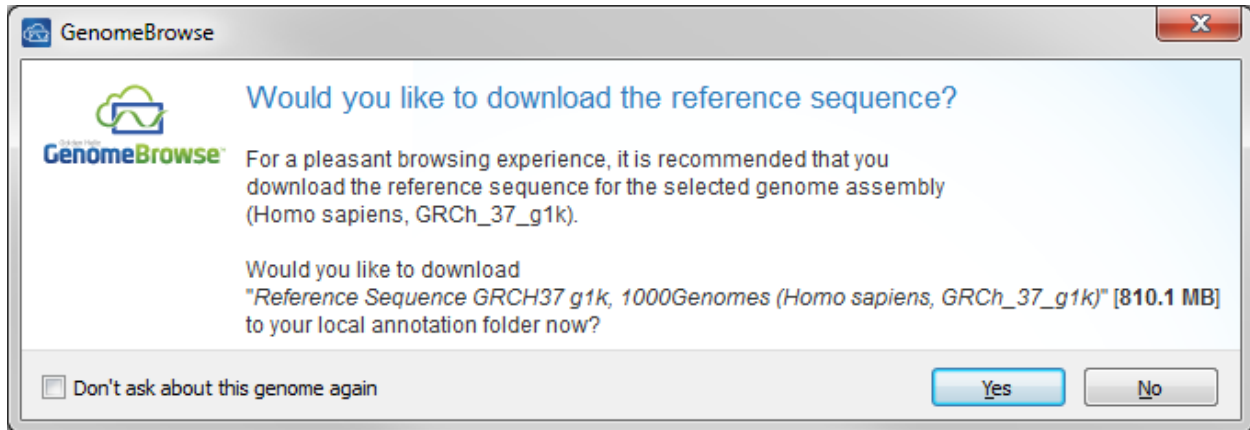 GenomeBrowse
Would you like to download the reference sequence?
Golden Helix
GenomeBrowse™
For a pleasant browsing experience, it is recommended that you
download the reference sequence for the selected genome assembly
(Homo sapiens, GRCh_37_g1k).
Would you like to download
"Reference Sequence GRCH37 g1k, 1000Genomes (Homo sapiens, GRCh_37_g1k)" [810.1 MB]
to your local annotation folder now?
Don't ask about this genome again
Yes
No